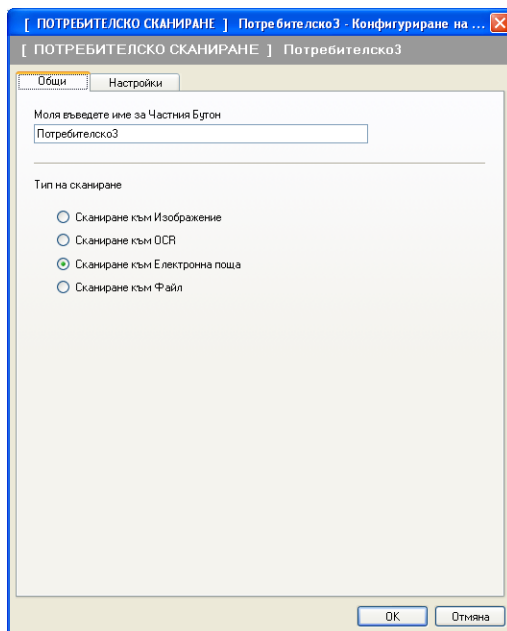 [ ПОТРЕБИТЕЛСКО СКАНИРАНЕ ] Потребителско3 - Конфигуриране на ...
[ ПОТРЕБИТЕЛСКО СКАНИРАНЕ ] Потребителско3
Общи Настройки
Моля въведете име за Частния Бутон
Потребителско3
Тип на сканиране
Сканиране към Изображение
Сканиране към OCR
Сканиране към Електронна поща
Сканиране към Файл
OK Отмяна